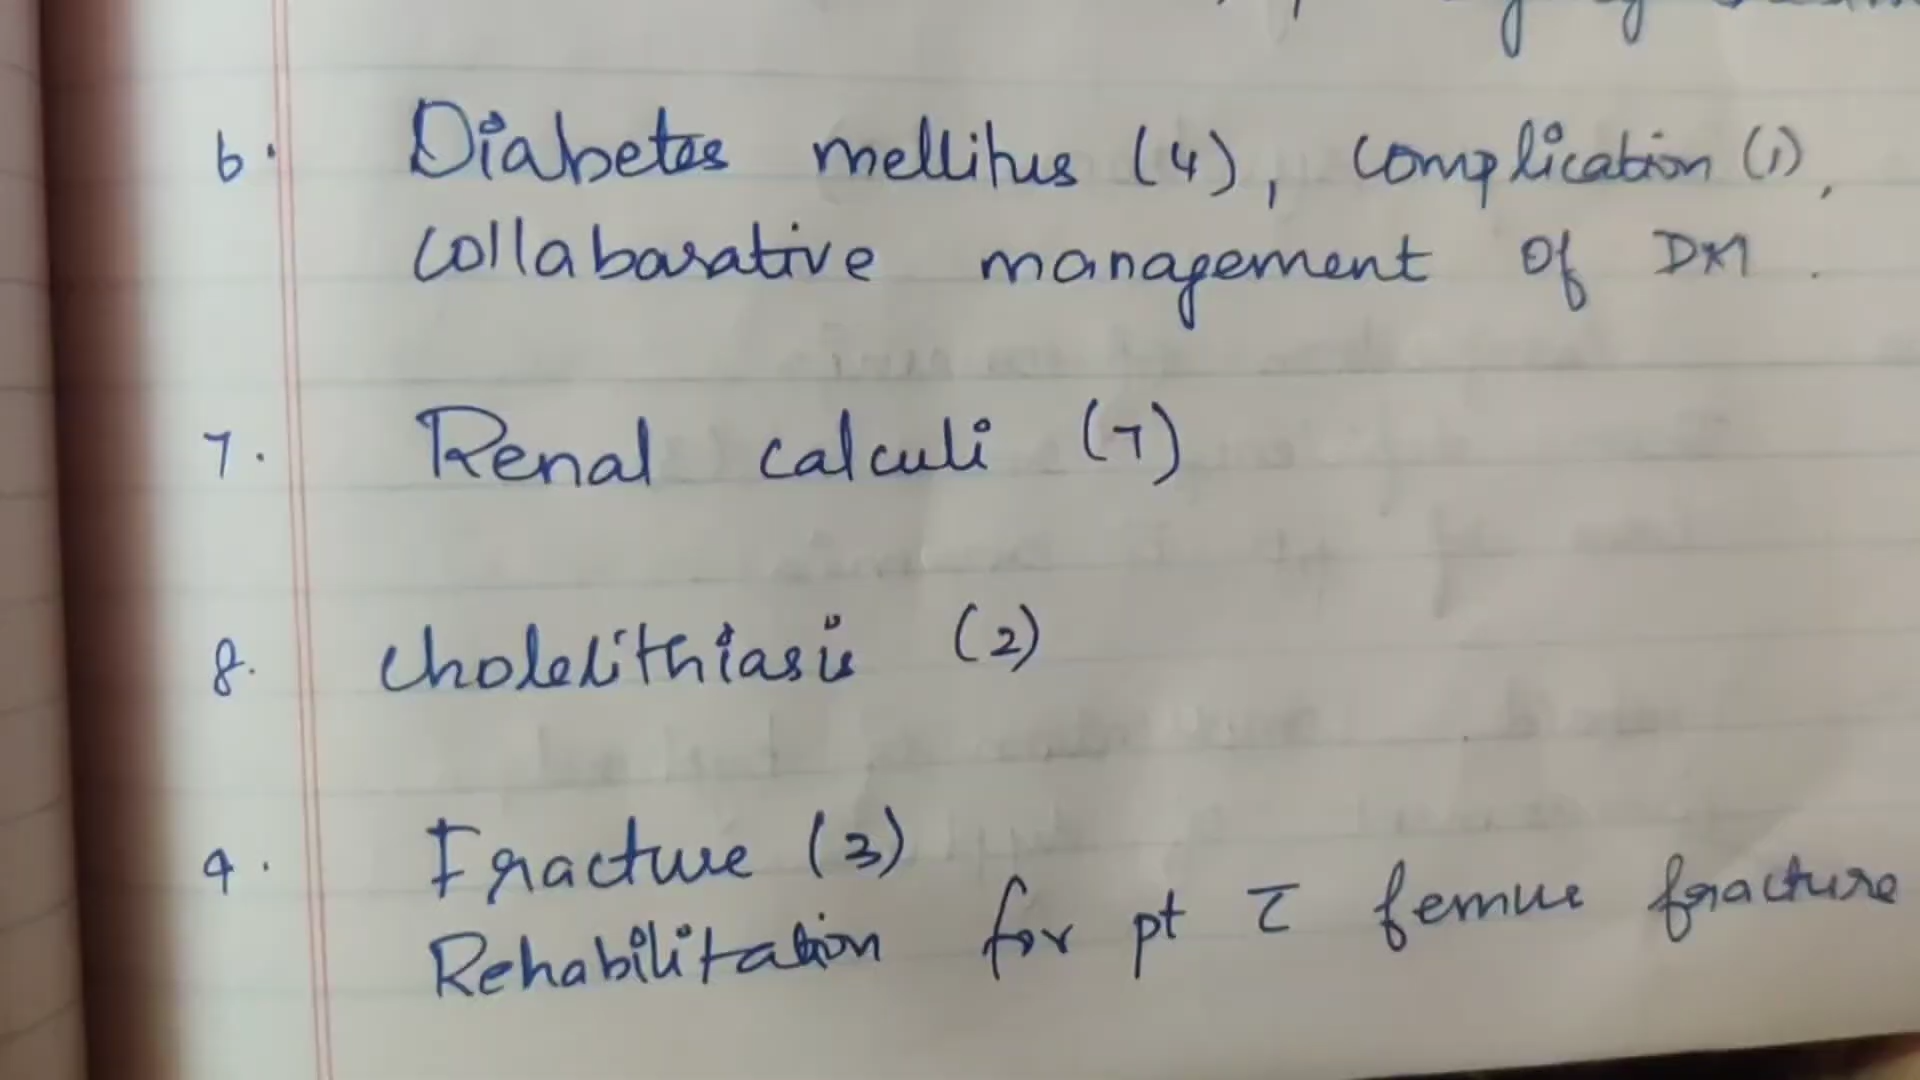 6. Diabetes mellitus (4), complication (1),
collabarative management of DM.
7. Renal calculi (7)
8. cholelithiasis (2)
9. Fracture (3)
Rehabilitation for pt c̄ femur fracture